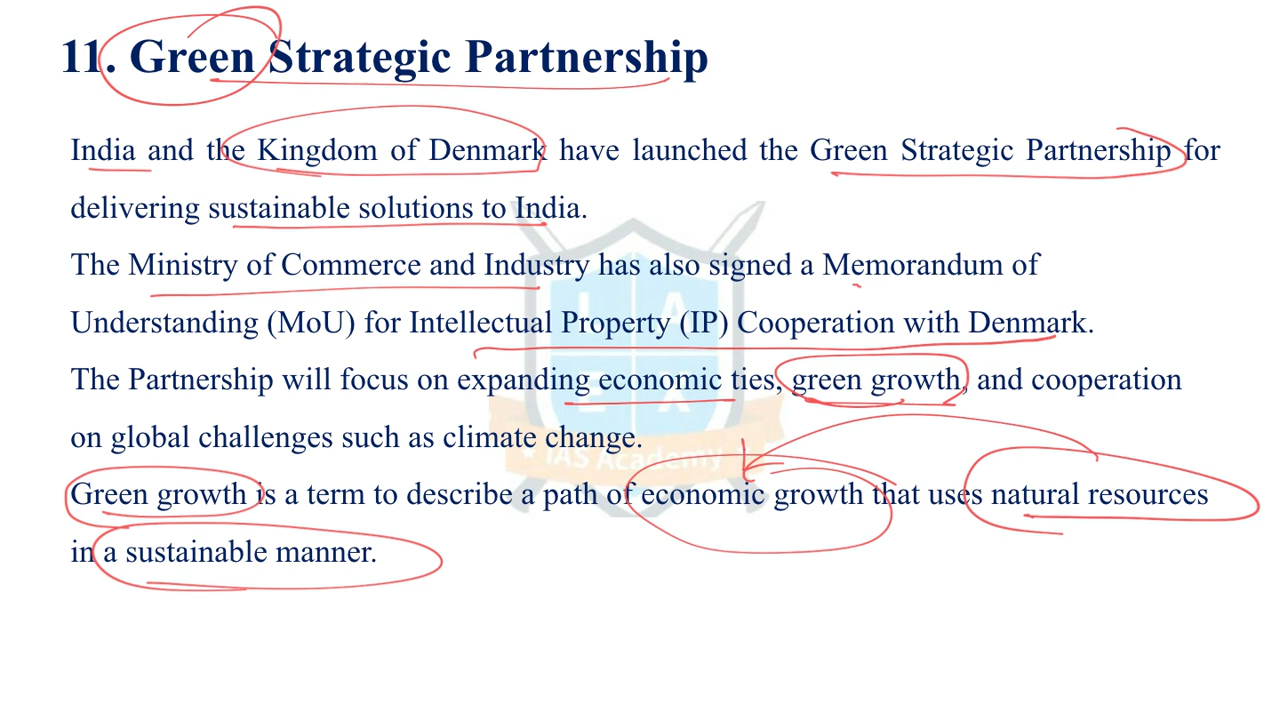 11. Green Strategic Partnership
India and the Kingdom of Denmark have launched the Green Strategic Partnership for
delivering sustainable solutions to India.
The Ministry of Commerce and Industry has also signed a Memorandum of
Understanding (MoU) for Intellectual Property (IP) Cooperation with Denmark.
The Partnership will focus on expanding economic ties, green growth, and cooperation
on global challenges such as climate change.
Green growth is a term to describe a path of economic growth that uses natural resources
in a sustainable manner.
I A
E X
IAS Academy